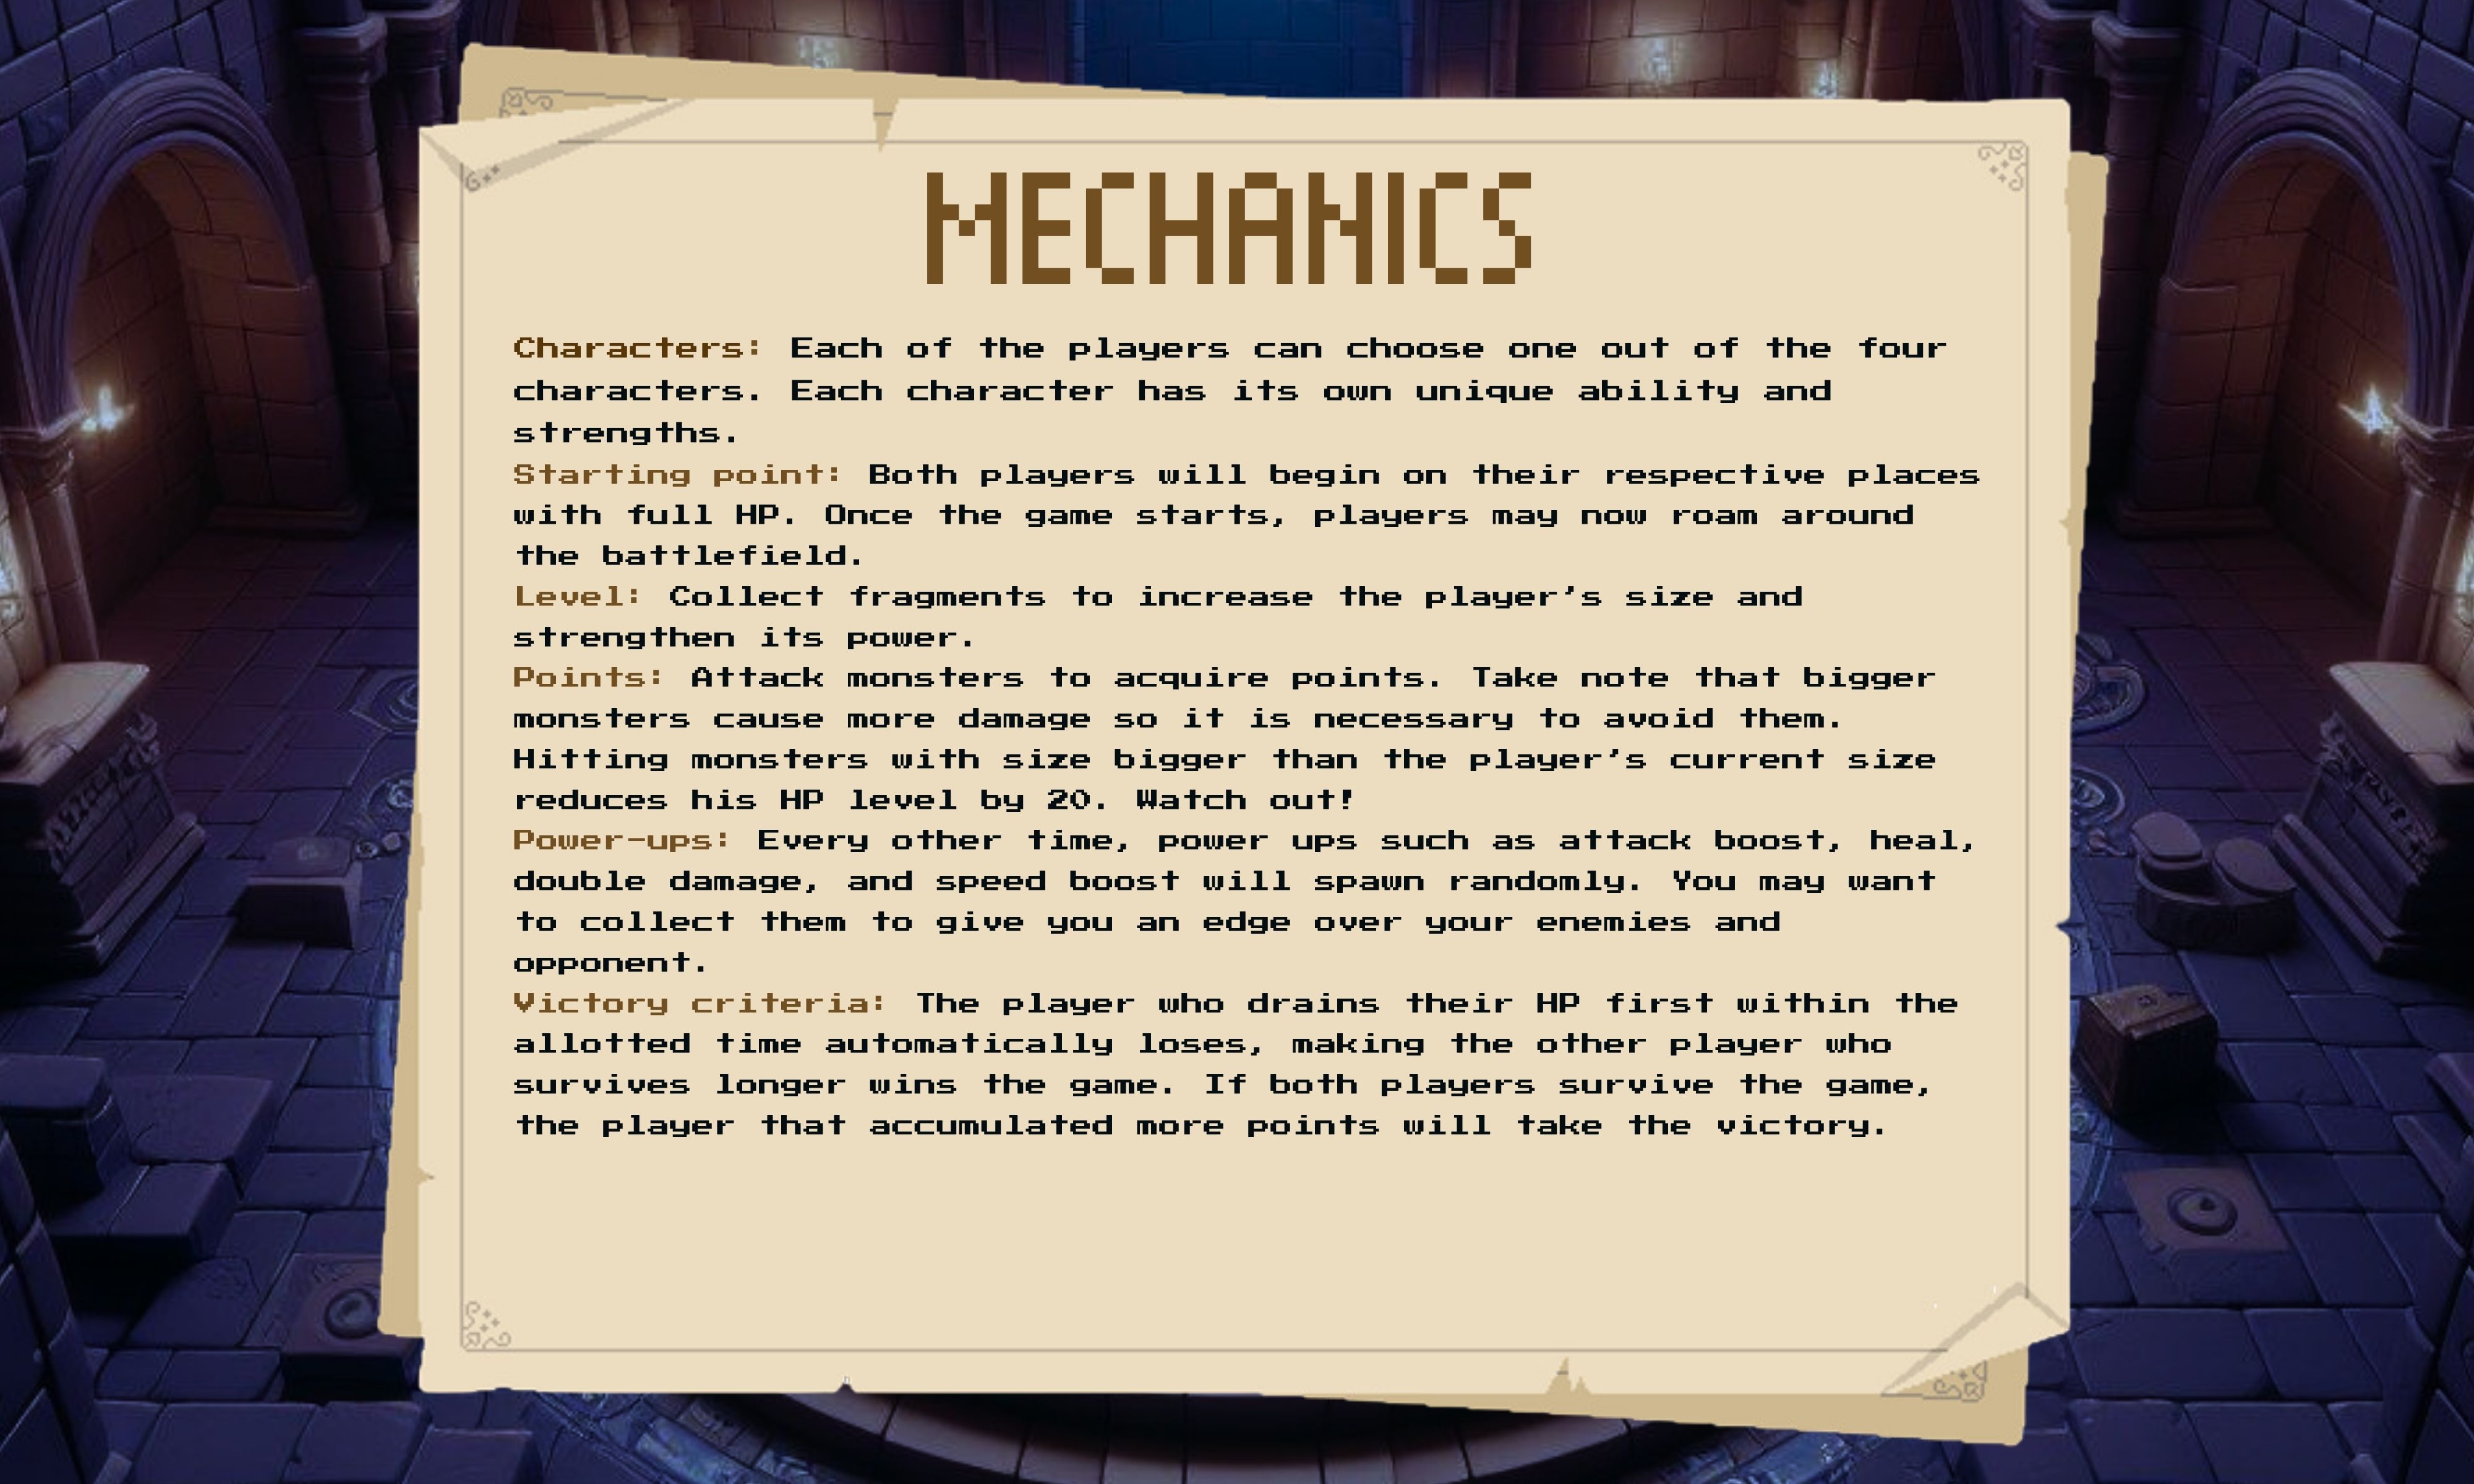 MECHANICS
Characters: Each of the players can choose one out of the four
characters. Each character has its own unique ability and
strengths.
Starting point: Both players will begin on their respective places
with full HP. Once the game starts, players may now roam around
the battlefield.
Level: Collect fragments to increase the player's size and
strengthen its power.
Points: Attack monsters to acquire points. Take note that bigger
monsters cause more damage so it is necessary to avoid them.
Hitting monsters with size bigger than the player's current size
reduces his HP level by 20. Watch out!
Power-ups: Every other time, power ups such as attack boost, heal,
double damage, and speed boost will spawn randomly. You may want
to collect them to give you an edge over your enemies and
opponent.
Victory criteria: The player who drains their HP first within the
allotted time automatically loses, making the other player who
survives longer wins the game. If both players survive the game,
the player that accumulated more points will take the victory.